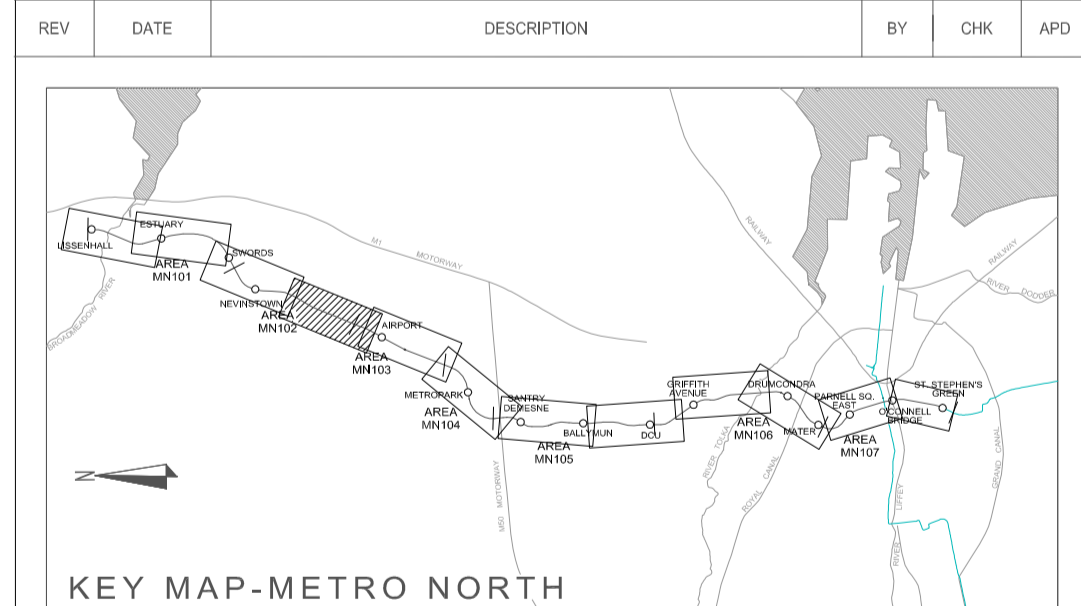 REV DATE DESCRIPTION BY CHK APD
LISSENHALL
ESTUARY
AREA
MN101
SWORDS
NEVINSTOWN
AREA
MN102
BROADMEADOW RIVER
M1 MOTORWAY
AIRPORT
AREA
MN103
METROPARK
AREA
MN104
SANTRY
DEMESNE
M50 MOTORWAY
BALLYMUN
AREA
MN105
DCU
GRIFFITH
AVENUE
DRUMCONDRA
AREA
MN106
MATER
RIVER TOLKA
ROYAL CANAL
PARNELL SQ.
EAST
AREA
MN107
O'CONNELL
BRIDGE
ST. STEPHEN'S
GREEN
RAILWAY
RAILWAY
RIVER DODDER
GRAND CANAL
RIVER LIFFEY
N
KEY MAP-METRO NORTH